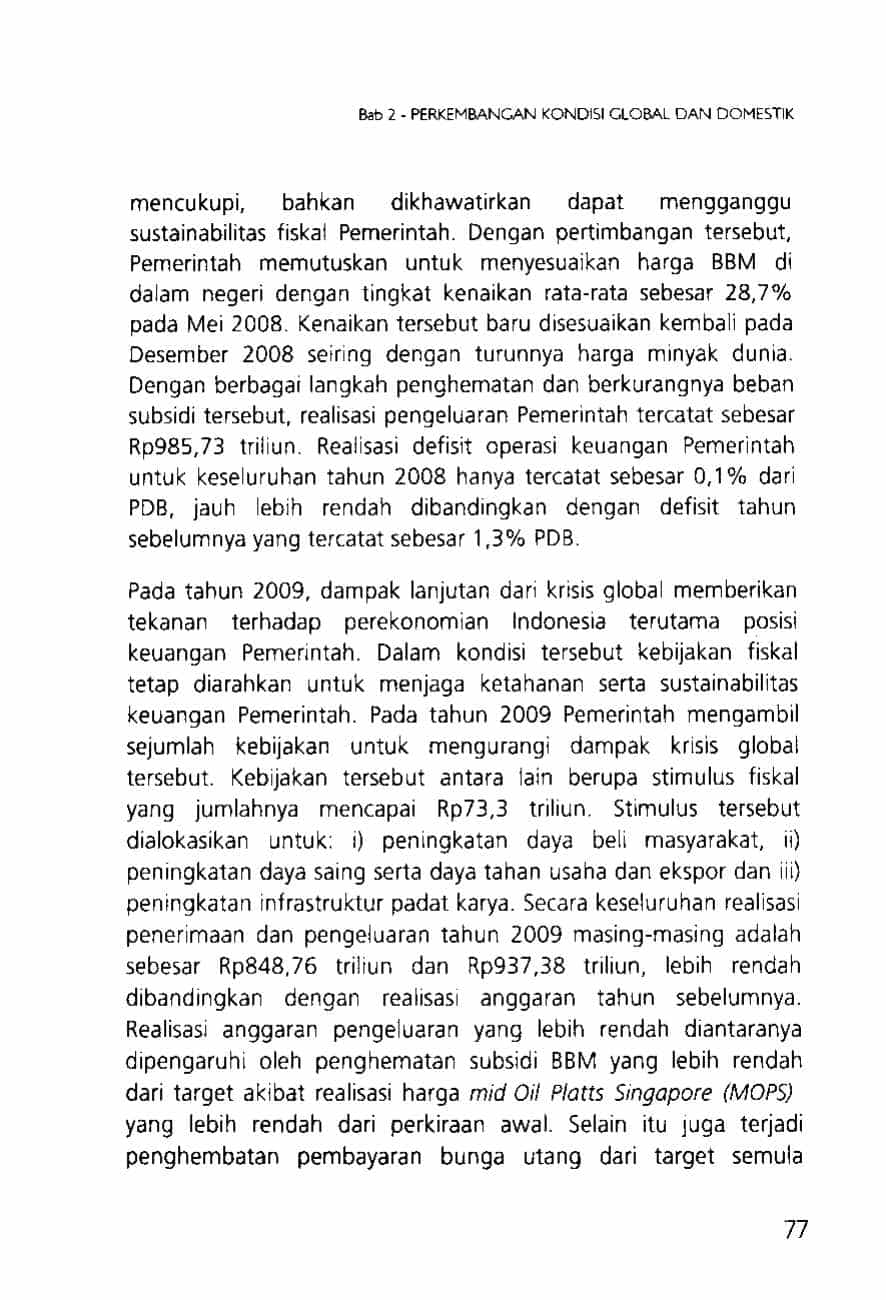 Bab 2 - PERKEMBANGAN KONDISI GLOBAL DAN DOMESTIK
mencukupi, bahkan dikhawatirkan dapat mengganggu
sustainabilitas fiskal Pemerintah. Dengan pertimbangan tersebut,
Pemerintah memutuskan untuk menyesuaikan harga BBM di
dalam negeri dengan tingkat kenaikan rata-rata sebesar 28,7%
pada Mei 2008. Kenaikan tersebut baru disesuaikan kembali pada
Desember 2008 seiring dengan turunnya harga minyak dunia.
Dengan berbagai langkah penghematan dan berkurangnya beban
subsidi tersebut, realisasi pengeluaran Pemerintah tercatat sebesar
Rp985,73 triliun. Realisasi defisit operasi keuangan Pemerintah
untuk keseluruhan tahun 2008 hanya tercatat sebesar 0,1% dari
PDB, jauh lebih rendah dibandingkan dengan defisit tahun
sebelumnya yang tercatat sebesar 1,3% PDB.
Pada tahun 2009, dampak lanjutan dari krisis global memberikan
tekanan terhadap perekonomian Indonesia terutama posisi
keuangan Pemerintah. Dalam kondisi tersebut kebijakan fiskal
tetap diarahkan untuk menjaga ketahanan serta sustainabilitas
keuangan Pemerintah. Pada tahun 2009 Pemerintah mengambil
sejumlah kebijakan untuk mengurangi dampak krisis global
tersebut. Kebijakan tersebut antara lain berupa stimulus fiskal
yang jumlahnya mencapai Rp73,3 triliun. Stimulus tersebut
dialokasikan untuk: i) peningkatan daya beli masyarakat, ii)
peningkatan daya saing serta daya tahan usaha dan ekspor dan iii)
peningkatan infrastruktur padat karya. Secara keseluruhan realisasi
penerimaan dan pengeluaran tahun 2009 masing-masing adalah
sebesar Rp848,76 triliun dan Rp937,38 triliun, lebih rendah
dibandingkan dengan realisasi anggaran tahun sebelumnya.
Realisasi anggaran pengeluaran yang lebih rendah diantaranya
dipengaruhi oleh penghematan subsidi BBM yang lebih rendah
dari target akibat realisasi harga mid Oil Platts Singapore (MOPS)
yang lebih rendah dari perkiraan awal. Selain itu juga terjadi
penghembatan pembayaran bunga utang dari target semula
77